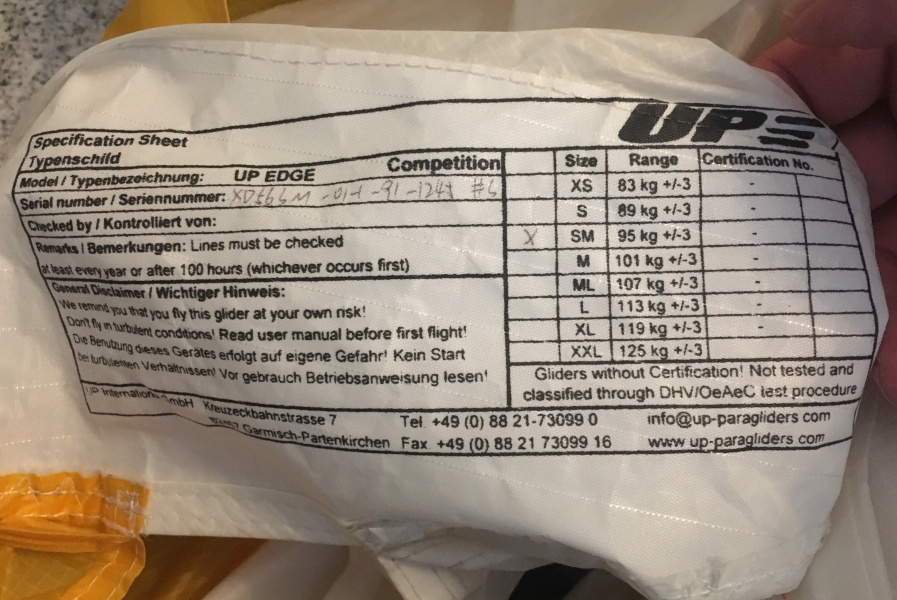 UP
Specification Sheet
Typenschild
Competition
Model / Typenbezeichnung: UP EDGE
Serial number / Seriennummer: #6
Checked by / Kontrolliert von:
Remarks / Bemerkungen: Lines must be checked
at least every year or after 100 hours (whichever occurs first)
General Disclaimer / Wichtiger Hinweis:
We remind you that you fly this glider at your own risk!
Don't fly in turbulent conditions! Read user manual before first flight!
Die Benutzung dieses Gerätes erfolgt auf eigene Gefahr! Kein Start
bei turbulenten Verhältnissen! Vor gebrauch Betriebsanweisung lesen!
Size Range Certification No.
XS 83 kg +/-3 -
S 89 kg +/-3 -
X SM 95 kg +/-3 -
M 101 kg +/-3 -
ML 107 kg +/-3 -
L 113 kg +/-3 -
XL 119 kg +/-3 -
XXL 125 kg +/-3 -
Gliders without Certification! Not tested and
classified through DHV/OeAeC test procedure
UP International GmbH Kreuzeckbahnstrasse 7 Tel. +49 (0) 88 21-73099 0 info@up-paragliders.com
Garmisch-Partenkirchen Fax. +49 (0) 88 21 73099 16 www.up-paragliders.com